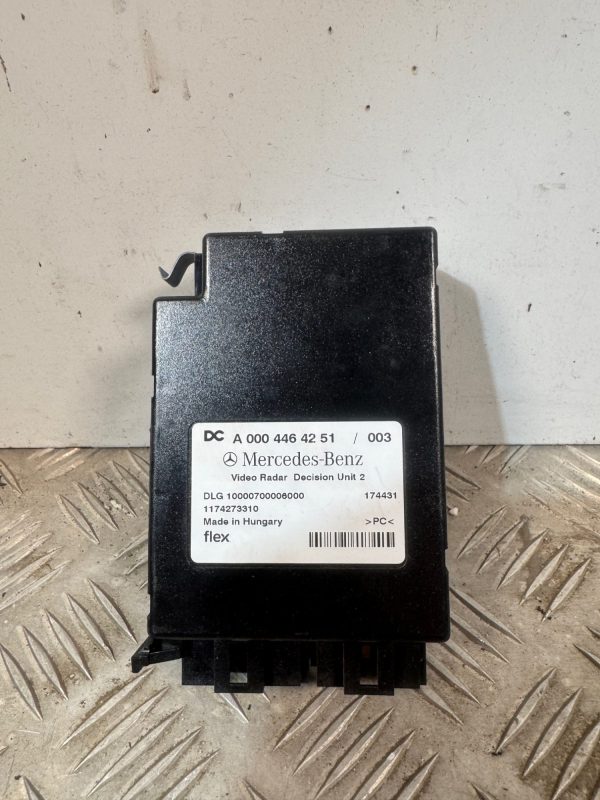 DC A 000 446 42 51 / 003
Mercedes-Benz
Video Radar Decision Unit 2
DLG 10000700006000 174431
1174273310
Made in Hungary >PC<
flex